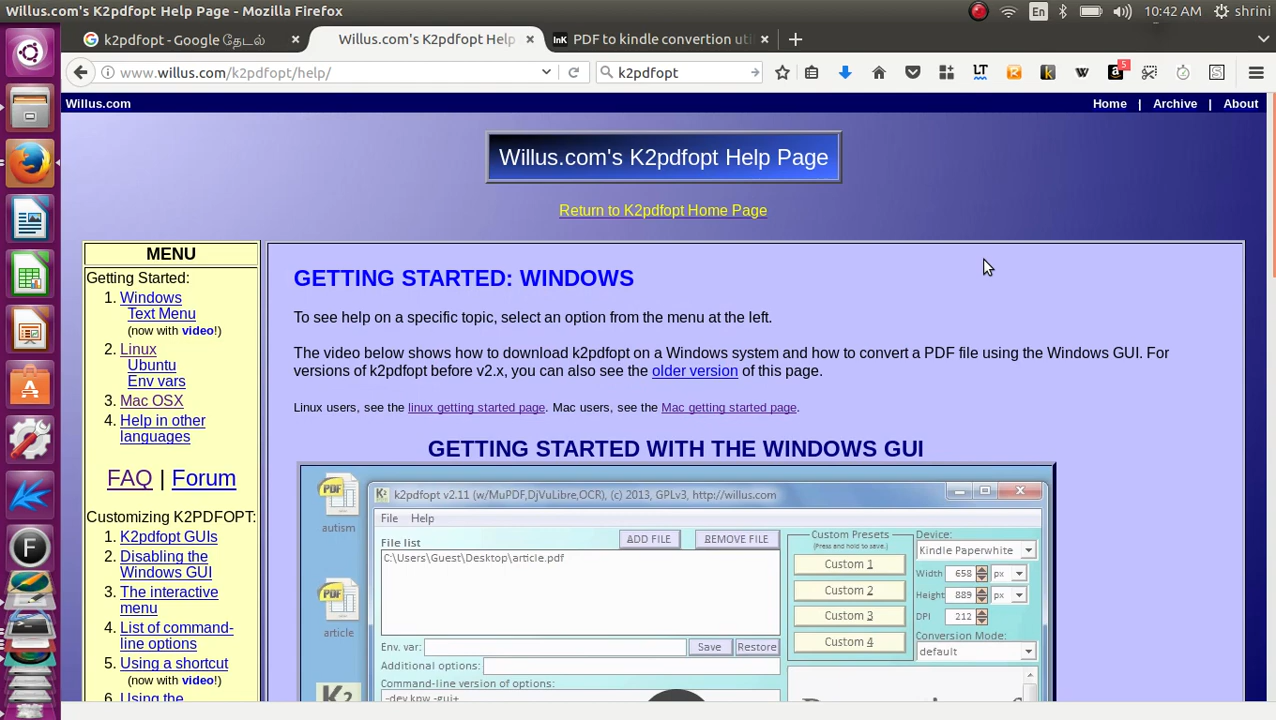 Willus.com's K2pdfopt Help Page - Mozilla Firefox
En
10:42 AM
shrini
k2pdfopt - Google தேடல்
Willus.com's K2pdfopt Help
InK
PDF to kindle convertion uti
www.willus.com/k2pdfopt/help/
k2pdfopt
LT
k
W
a
5
S
Willus.com
Home | Archive | About
Willus.com's K2pdfopt Help Page
Return to K2pdfopt Home Page
MENU
Getting Started:
1. Windows
Text Menu
(now with video!)
2. Linux
Ubuntu
Env vars
3. Mac OSX
4. Help in other
languages
FAQ | Forum
Customizing K2PDFOPT:
1. K2pdfopt GUIs
2. Disabling the
Windows GUI
3. The interactive
menu
4. List of command-
line options
5. Using a shortcut
(now with video!)
6. Using the
GETTING STARTED: WINDOWS
To see help on a specific topic, select an option from the menu at the left.
The video below shows how to download k2pdfopt on a Windows system and how to convert a PDF file using the Windows GUI. For
versions of k2pdfopt before v2.x, you can also see the older version of this page.
Linux users, see the linux getting started page. Mac users, see the Mac getting started page.
GETTING STARTED WITH THE WINDOWS GUI
PDF
autism
PDF
article
K2
k2pdfopt v2.11 (w/MuPDF,DjVuLibre,OCR), (c) 2013, GPLv3, http://willus.com
File Help
File list
ADD FILE
REMOVE FILE
C:\Users\Guest\Desktop\article.pdf
Env. var:
Save
Restore
Additional options:
Command-line version of options:
-dev kpw -gui+
Custom Presets
(Press and hold to save.)
Custom 1
Custom 2
Custom 3
Custom 4
Device:
Kindle Paperwhite
Width 658 px
Height 889 px
DPI 212
Conversion Mode:
default